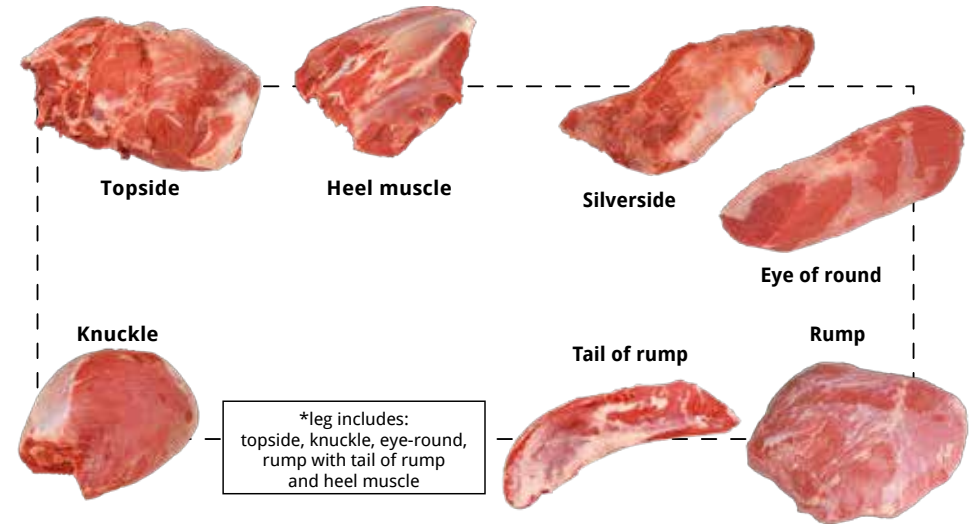 Topside
Heel muscle
Silverside
Eye of round
Knuckle
Tail of rump
Rump
*leg includes:
topside, knuckle, eye-round,
rump with tail of rump
and heel muscle